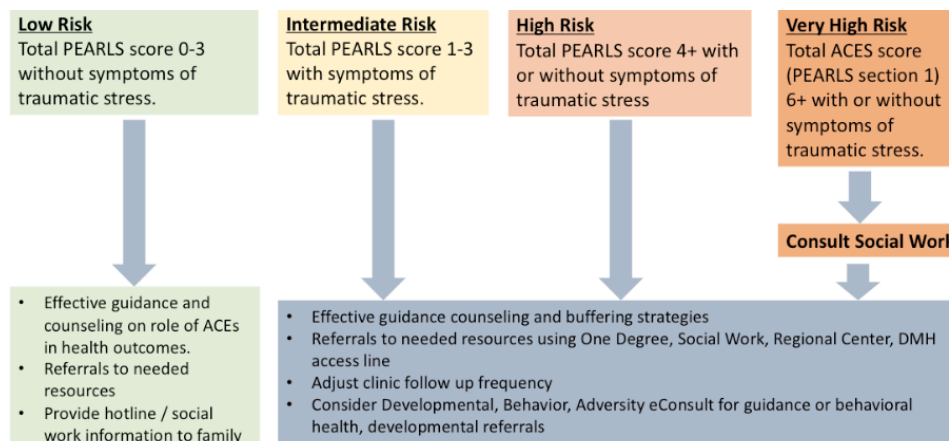 Low Risk
Total PEARLS score 0-3
without symptoms of
traumatic stress.
Intermediate Risk
Total PEARLS score 1-3
with symptoms of
traumatic stress.
High Risk
Total PEARLS score 4+ with
or without symptoms of
traumatic stress
Very High Risk
Total ACES score
(PEARLS section 1)
6+ with or without
symptoms of
traumatic stress.
Consult Social Work
• Effective guidance and
counseling on role of ACEs
in health outcomes.
• Referrals to needed
resources
• Provide hotline / social
work information to family
• Effective guidance counseling and buffering strategies
• Referrals to needed resources using One Degree, Social Work, Regional Center, DMH
access line
• Adjust clinic follow up frequency
• Consider Developmental, Behavior, Adversity eConsult for guidance or behavioral
health, developmental referrals